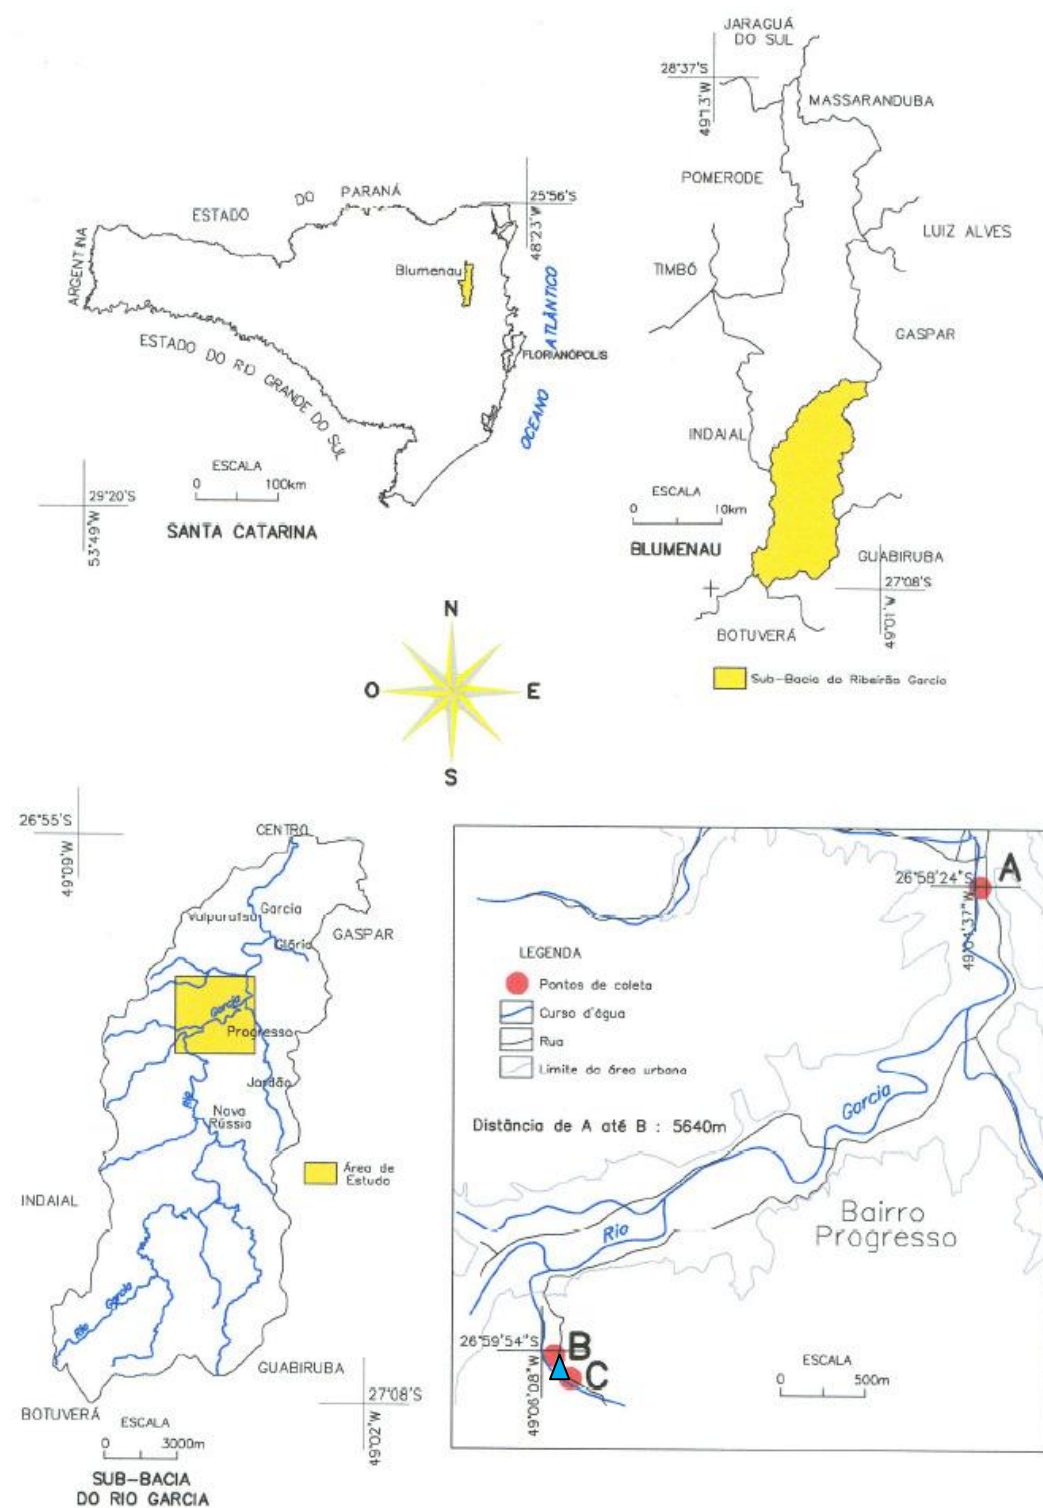 ESTADO DO PARANÁ
25°56'S
48°23'W
ARGENTINA
Blumenau
OCEANO ATLÂNTICO
FLORIANÓPOLIS
ESTADO DO RIO GRANDE DO SUL
ESCALA
0 100km
29°20'S
53°49'W
SANTA CATARINA
JARAGUÁ
DO SUL
28°37'S
49°13'W
MASSARANDUBA
POMERODE
LUIZ ALVES
TIMBÓ
GASPAR
INDAIAL
ESCALA
0 10km
BLUMENAU
GUABIRUBA
27°08'S
49°01'W
BOTUVERÁ
Sub-Bacia do Ribeirão Garcia
N
O E
S
26°55'S
49°09'W
CENTRO
Garcia
Glória
GASPAR
Garcia
Progresso
Jordão
Rio
Nova
Rússia
Área de
Estudo
INDAIAL
Rio Garcia
GUABIRUBA
27°08'S
49°02'W
BOTUVERÁ
ESCALA
0 3000m
SUB-BACIA
DO RIO GARCIA
26°58'24"S
A
49°04'37"W
LEGENDA
Pontos de coleta
Curso d'água
Rua
Limite da área urbana
Distância de A até B : 5640m
Rio Garcia
Bairro
Progresso
26°59'54"S
49°06'08"W
B
C
ESCALA
0 500m